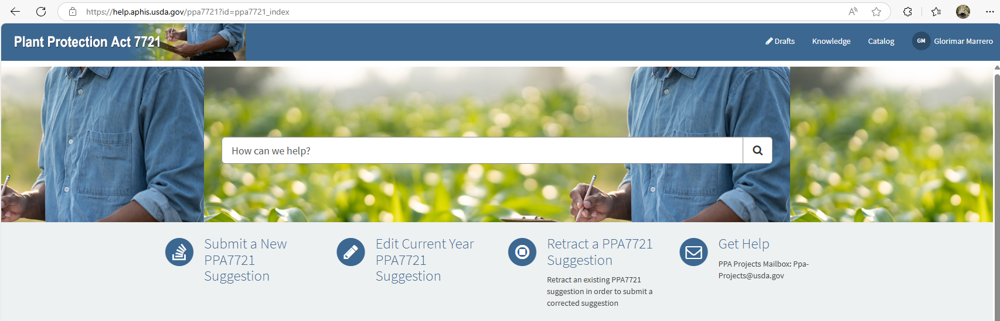 https://help.aphis.usda.gov/ppa7721?id=ppa7721_index
Plant Protection Act 7721
Drafts
Knowledge
Catalog
GM
Glorimar Marrero
How can we help?
Submit a New
PPA7721
Suggestion
Edit Current Year
PPA7721
Suggestion
Retract a PPA7721
Suggestion
Retract an existing PPA7721
suggestion in order to submit a
corrected suggestion
Get Help
PPA Projects Mailbox: Ppa-
Projects@usda.gov